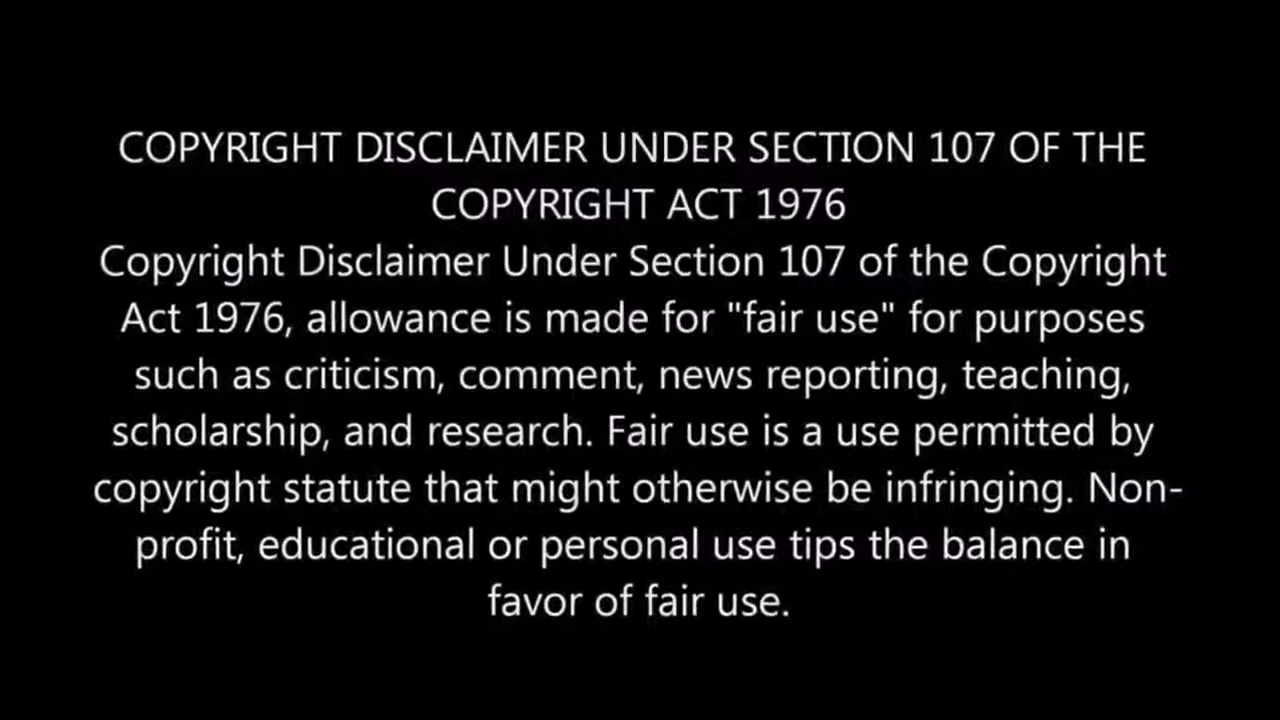 COPYRIGHT DISCLAIMER UNDER SECTION 107 OF THE
COPYRIGHT ACT 1976
Copyright Disclaimer Under Section 107 of the Copyright
Act 1976, allowance is made for "fair use" for purposes
such as criticism, comment, news reporting, teaching,
scholarship, and research. Fair use is a use permitted by
copyright statute that might otherwise be infringing. Non-
profit, educational or personal use tips the balance in
favor of fair use.